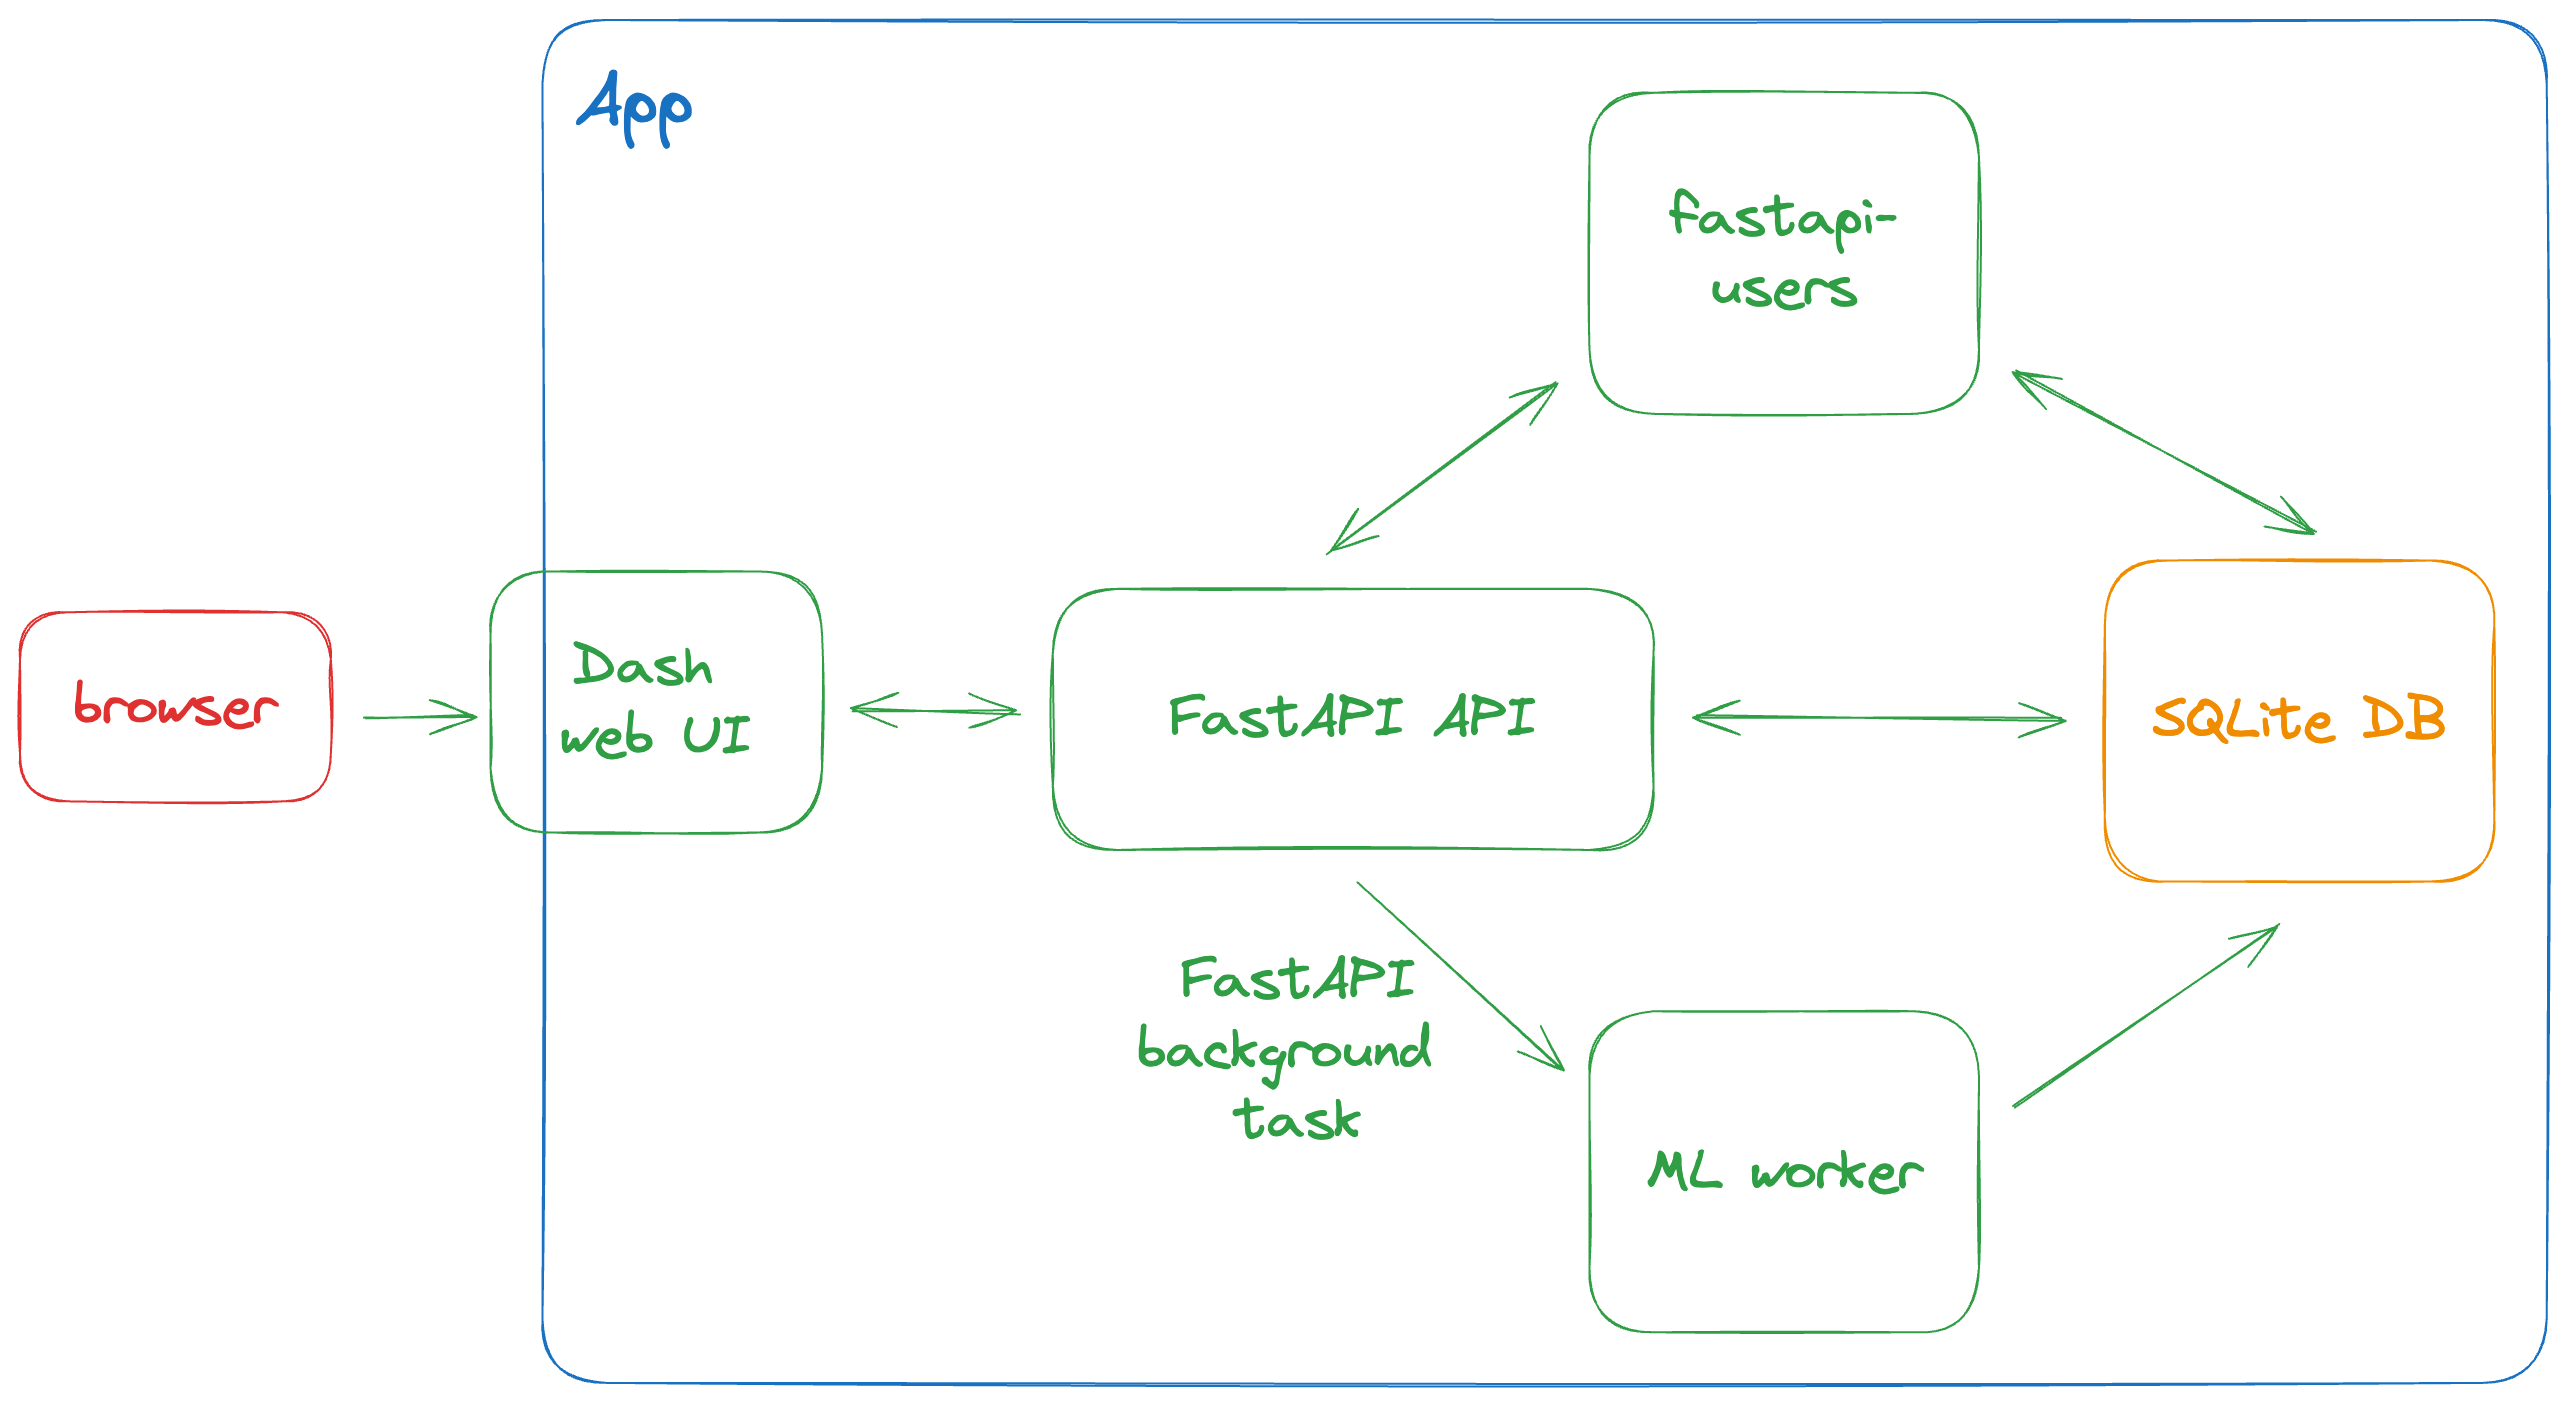 App
fastapi-
users
browser
Dash
web UI
FastAPI API
SQLite DB
FastAPI
background
task
ML worker